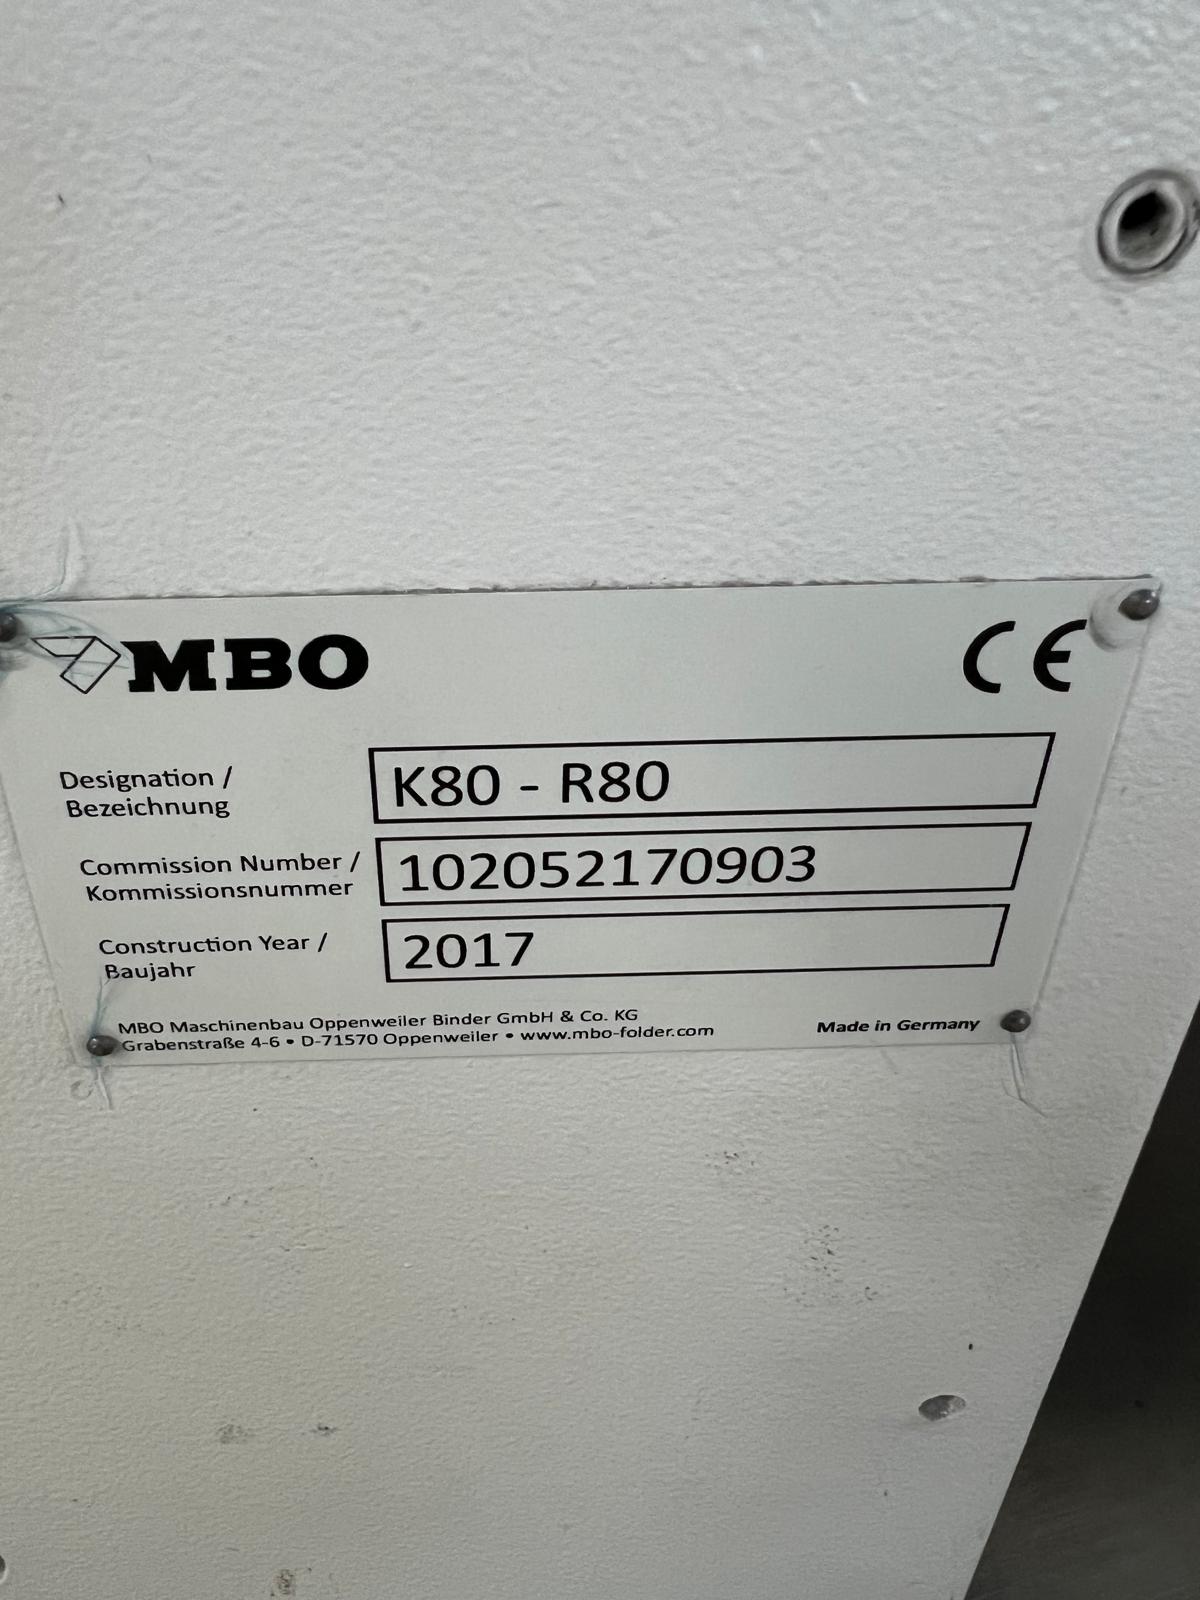 MBO
CE
Designation /
Bezeichnung
K80 - R80
Commission Number /
Kommissionsnummer
102052170903
Construction Year /
Baujahr
2017
MBO Maschinenbau Oppenweiler Binder GmbH & Co. KG
Grabenstraße 4-6 • D-71570 Oppenweiler • www.mbo-folder.com
Made in Germany